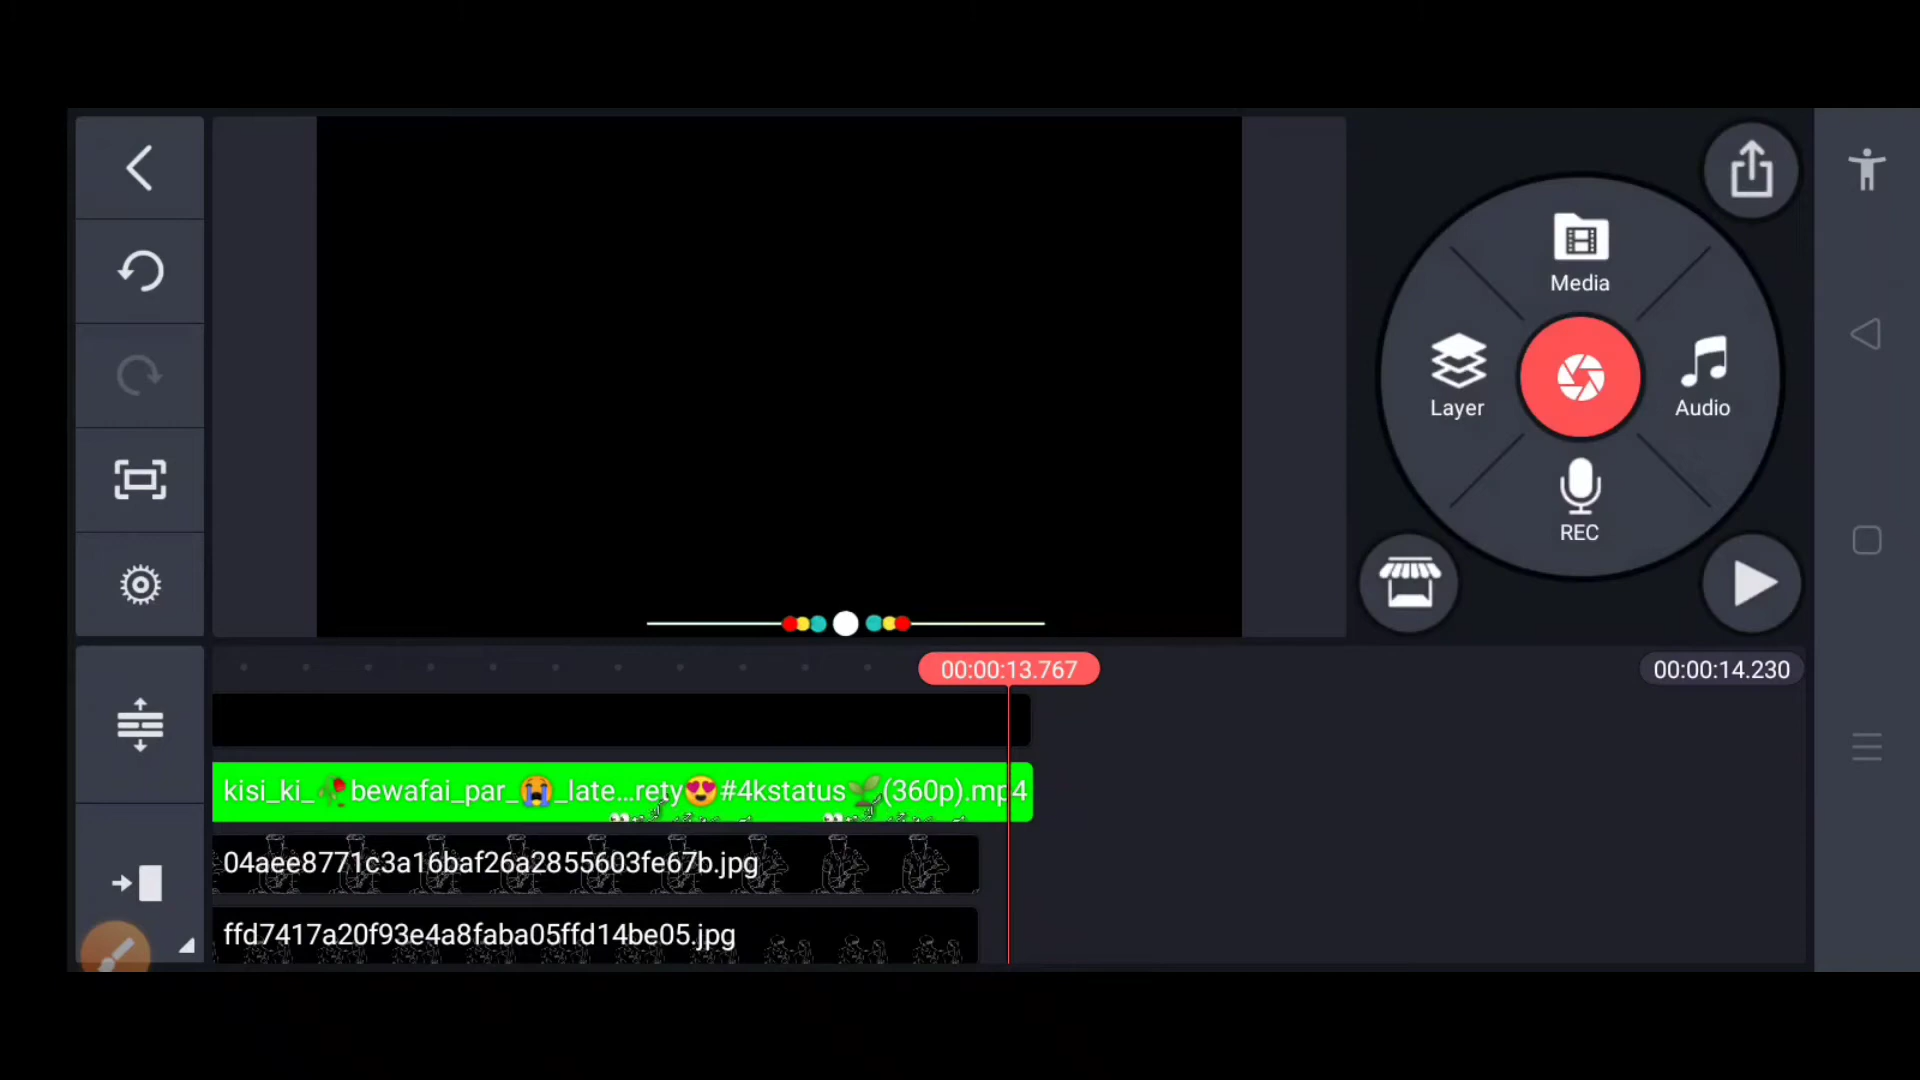 Media
Layer
Audio
REC
00:00:13.767
00:00:14.230
kisi_ki_🥀bewafai_par_😭_late...rety😍#4kstatus🌱(360p).mp4
04aee8771c3a16baf26a2855603fe67b.jpg
ffd7417a20f93e4a8faba05ffd14be05.jpg